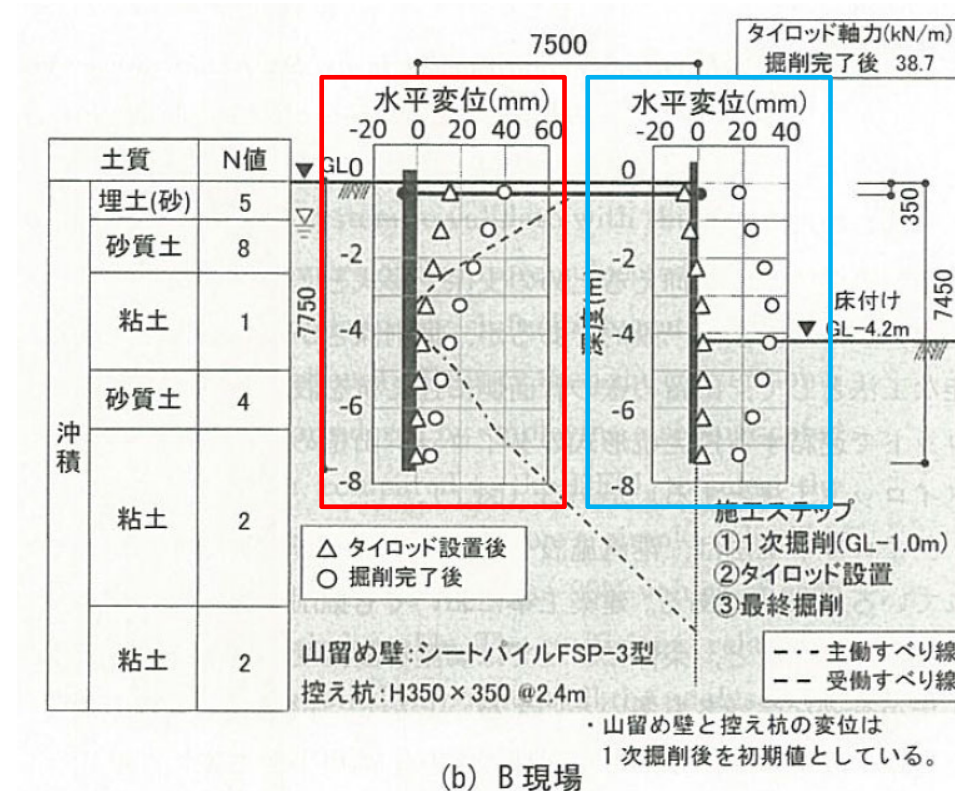 タイロッド軸力(kN/m)
掘削完了後 38.7
7500
水平変位(mm)
-20 0 20 40 60
水平変位(mm)
-20 0 20 40
土質 N値
GL0
0
埋土(砂) 5
砂質土 8
粘土 1
砂質土 4
粘土 2
粘土 2
沖積
7750
-2
-4
-6
-8
深度(m)
0
-2
-4
-6
-8
350
7450
床付け
GL-4.2m
△ タイロッド設置後
○ 掘削完了後
施工ステップ
①1次掘削(GL-1.0m)
②タイロッド設置
③最終掘削
山留め壁:シートパイルFSP-3型
控え杭:H350×350 @2.4m
主働すべり線
受働すべり線
・山留め壁と控え杭の変位は
1次掘削後を初期値としている。
(b) B現場